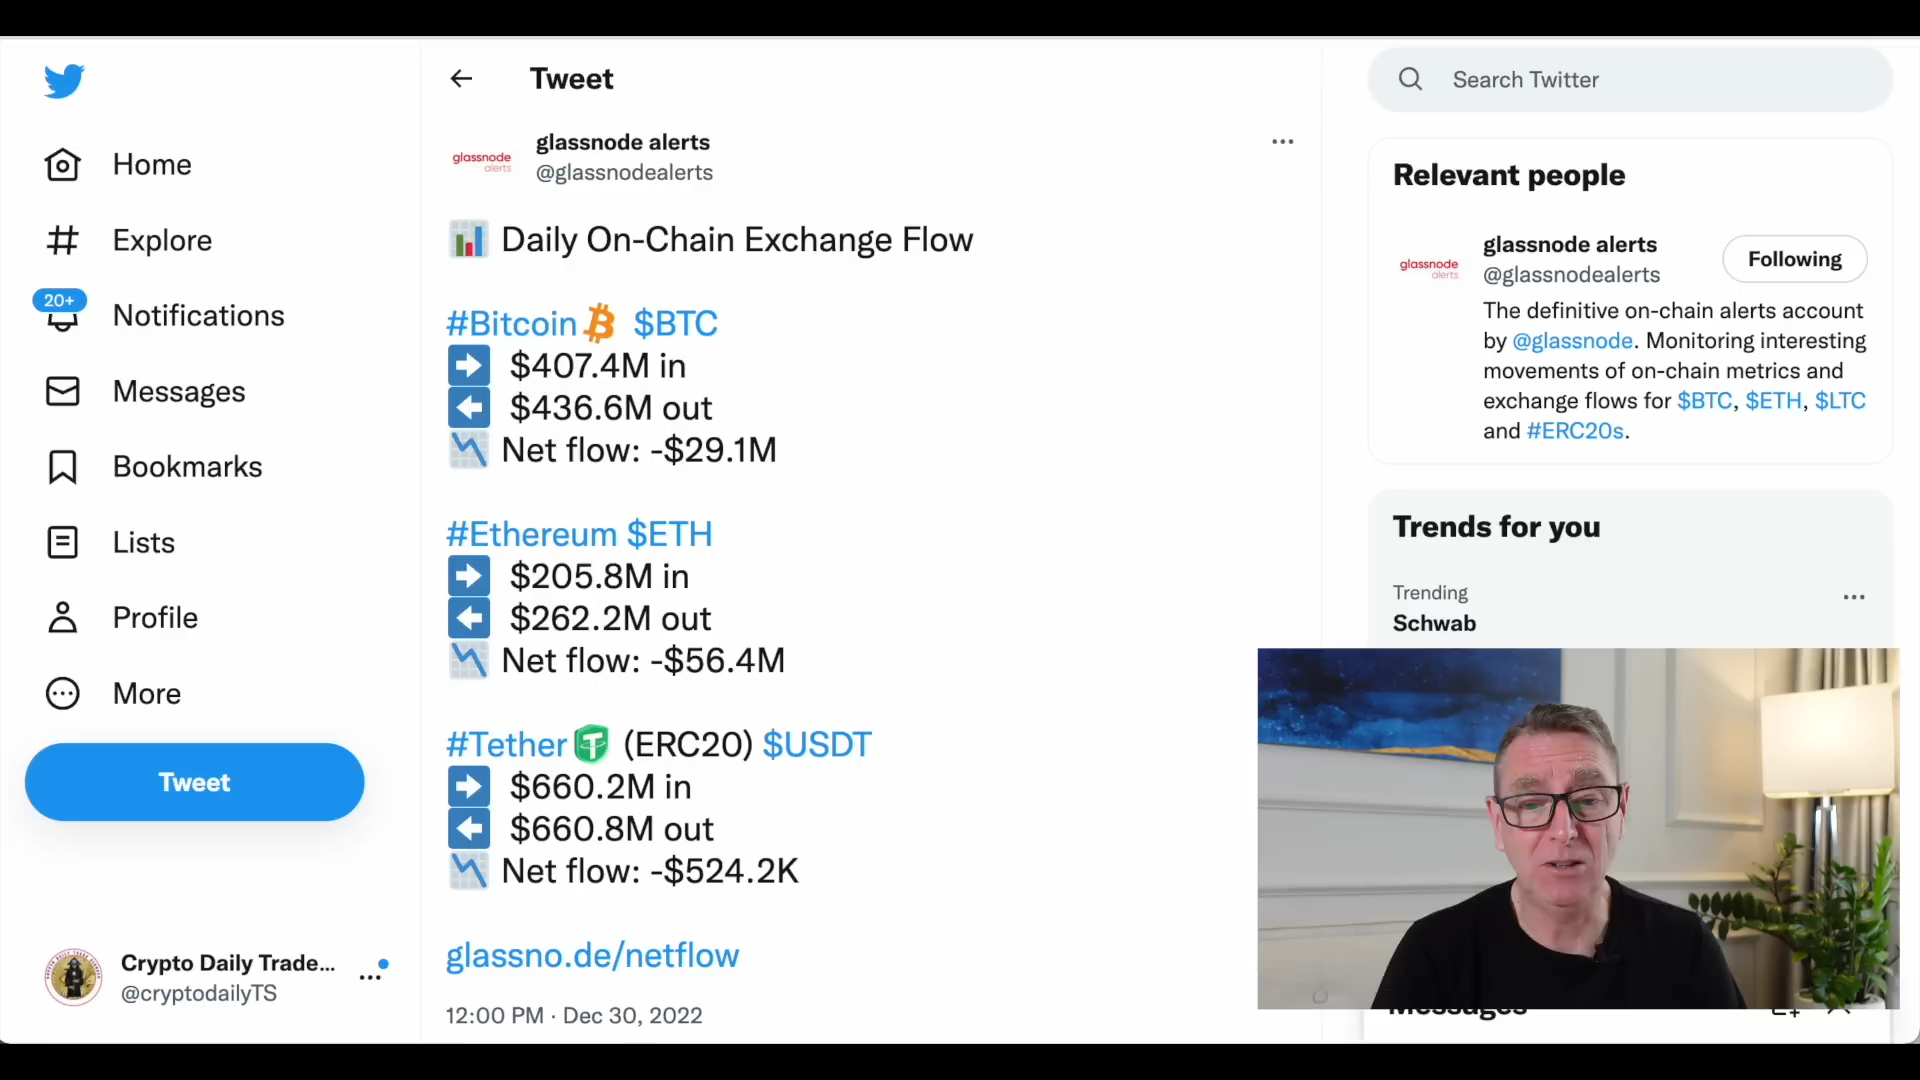 Home
Explore
20+
Notifications
Messages
Bookmarks
Lists
Profile
More
Tweet
Crypto Daily Trade...
@cryptodailyTS
Tweet
glassnode
alerts
glassnode alerts
@glassnodealerts
Daily On-Chain Exchange Flow
#Bitcoin $BTC
$407.4M in
$436.6M out
Net flow: -$29.1M
#Ethereum $ETH
$205.8M in
$262.2M out
Net flow: -$56.4M
#Tether (ERC20) $USDT
$660.2M in
$660.8M out
Net flow: -$524.2K
glassno.de/netflow
12:00 PM · Dec 30, 2022
Search Twitter
Relevant people
glassnode
alerts
glassnode alerts
@glassnodealerts
Following
The definitive on-chain alerts account
by @glassnode. Monitoring interesting
movements of on-chain metrics and
exchange flows for $BTC, $ETH, $LTC
and #ERC20s.
Trends for you
Trending
Schwab
Messages